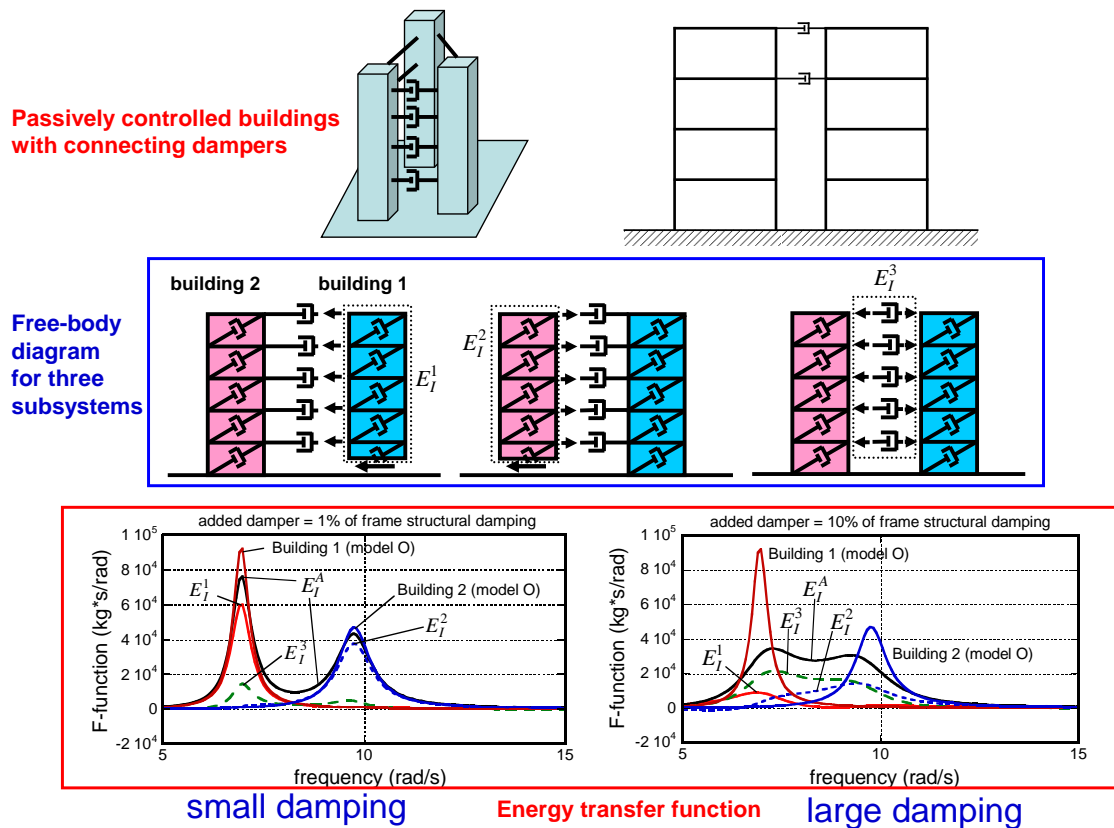 Passively controlled buildings
with connecting dampers
Free-body
diagram
for three
subsystems
building 2
building 1
E_I^1
E_I^2
E_I^3
added damper = 1% of frame structural damping
F-function (kg*s/rad)
1 10^5
8 10^4
6 10^4
4 10^4
2 10^4
0
-2 10^4
5
10
15
frequency (rad/s)
Building 1 (model O)
E_I^1
E_I^A
Building 2 (model O)
E_I^2
E_I^3
small damping
added damper = 10% of frame structural damping
F-function (kg*s/rad)
1 10^5
8 10^4
6 10^4
4 10^4
2 10^4
0
-2 10^4
5
10
15
frequency (rad/s)
Building 1 (model O)
E_I^A
E_I^3
E_I^2
E_I^1
Building 2 (model O)
Energy transfer function
large damping